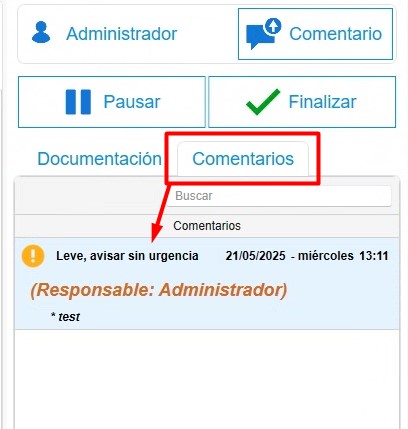 Administrador
Comentario
Pausar
Finalizar
Documentación
Comentarios
Buscar
Comentarios
Leve, avisar sin urgencia 21/05/2025 - miércoles 13:11
(Responsable: Administrador)
* test